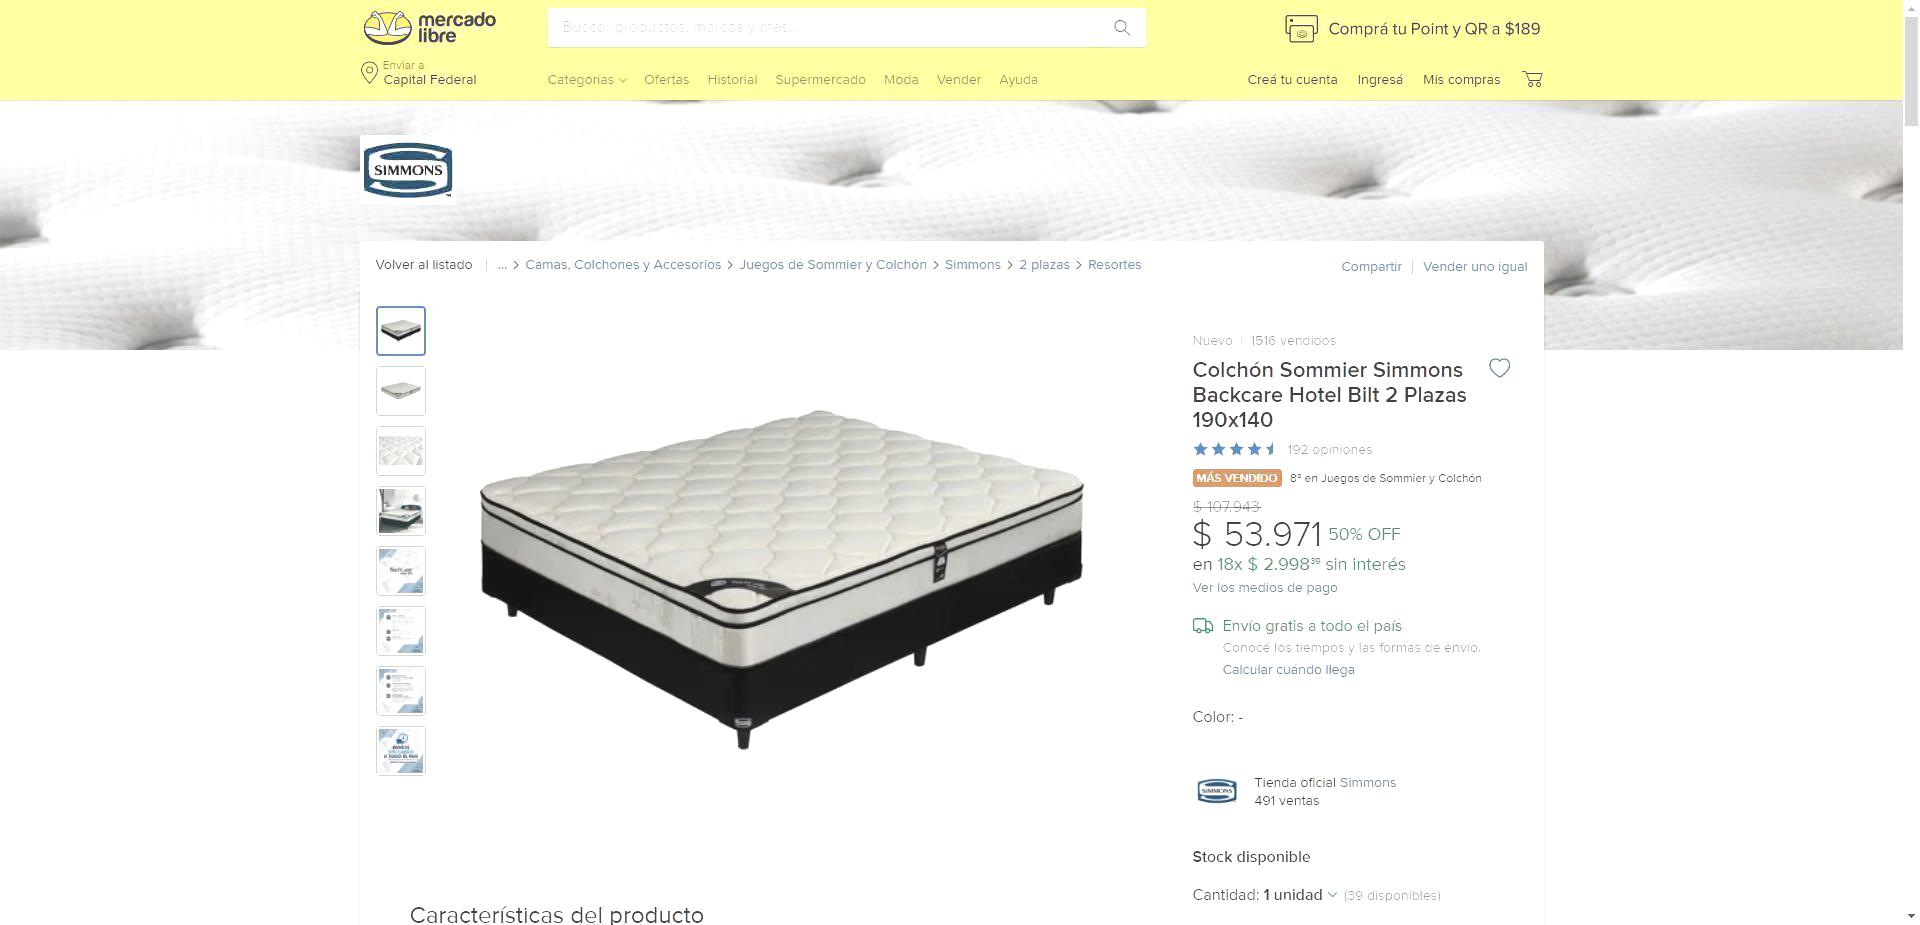 mercado
libre
Buscar productos, marcas y más...
Comprá tu Point y QR a $189
Enviar a
Capital Federal
Categorías Ofertas Historial Supermercado Moda Vender Ayuda
Creá tu cuenta Ingresá Mis compras
SIMMONS
Volver al listado | ... > Camas, Colchones y Accesorios > Juegos de Sommier y Colchón > Simmons > 2 plazas > Resortes
Compartir | Vender uno igual
Nuevo | 1516 vendidos
Colchón Sommier Simmons
Backcare Hotel Bilt 2 Plazas
190x140
192 opiniones
MÁS VENDIDO 8º en Juegos de Sommier y Colchón
$ 107.943
$ 53.971 50% OFF
en 18x $ 2.998³⁹ sin interés
Ver los medios de pago
Envío gratis a todo el país
Conocé los tiempos y las formas de envío.
Calcular cuándo llega
Color: -
SIMMONS
Tienda oficial Simmons
491 ventas
Stock disponible
Cantidad: 1 unidad (39 disponibles)
Características del producto